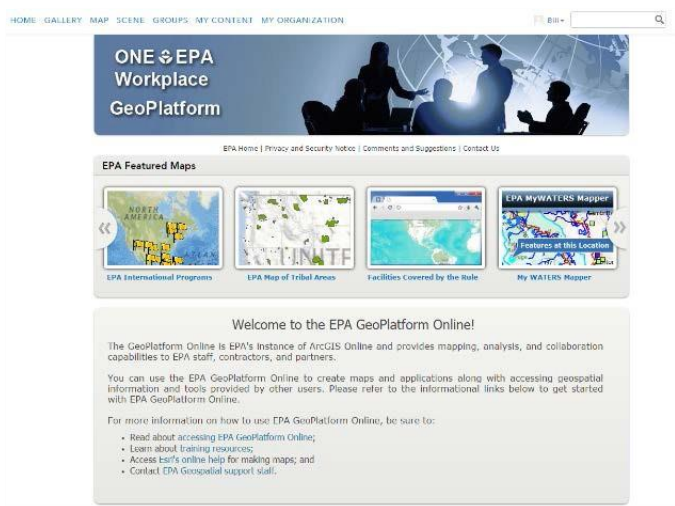 HOME GALLERY MAP SCENE GROUPS MY CONTENT MY ORGANIZATION
Bill
ONE EPA
Workplace
GeoPlatform
EPA Home | Privacy and Security Notice | Comments and Suggestions | Contact Us
EPA Featured Maps
NORTH
AMERICA
EPA MyWATERS Mapper
Features at this Location
EPA International Programs
EPA Map of Tribal Areas
Facilities Covered by the Rule
My WATERS Mapper
Welcome to the EPA GeoPlatform Online!
The GeoPlatform Online is EPA's instance of ArcGIS Online and provides mapping, analysis, and collaboration
capabilities to EPA staff, contractors, and partners.
You can use the EPA GeoPlatform Online to create maps and applications along with accessing geospatial
information and tools provided by other users. Please refer to the informational links below to get started
with EPA GeoPlatform Online.
For more information on how to use EPA GeoPlatform Online, be sure to:
• Read about accessing EPA GeoPlatform Online;
• Learn about training resources;
• Access Esri's online help for making maps; and
• Contact EPA Geospatial support staff.